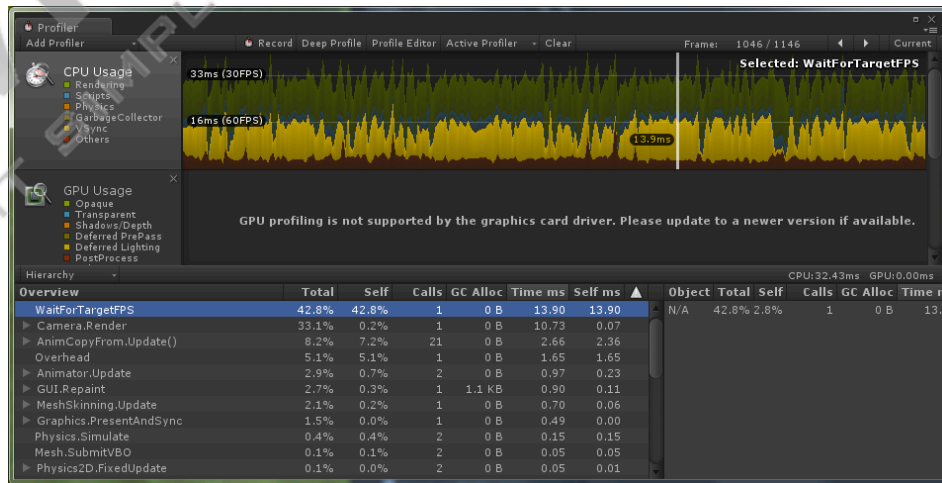 Profiler
Add Profiler Record Deep Profile Profile Editor Active Profiler Clear Frame: 1046 / 1146 Current
CPU Usage
Rendering
Scripts
Physics
GarbageCollector
VSync
Others
33ms (30FPS)
16ms (60FPS)
Selected: WaitForTargetFPS
13.9ms
GPU Usage
Opaque
Transparent
Shadows/Depth
Deferred PrePass
Deferred Lighting
PostProcess
GPU profiling is not supported by the graphics card driver. Please update to a newer version if available.
Hierarchy CPU:32.43ms GPU:0.00ms
Overview Total Self Calls GC Alloc Time ms Self ms Object Total Self Calls GC Alloc Time
WaitForTargetFPS 42.8% 42.8% 1 0 B 13.90 13.90 N/A 42.8% 2.8% 1 0 B 13.
Camera.Render 33.1% 0.2% 1 0 B 10.73 0.07
AnimCopyFrom.Update() 8.2% 7.2% 21 0 B 2.66 2.36
Overhead 5.1% 5.1% 1 0 B 1.65 1.65
Animator.Update 2.9% 0.7% 2 0 B 0.97 0.23
GUI.Repaint 2.7% 0.3% 1 1.1 KB 0.90 0.11
MeshSkinning.Update 2.1% 0.2% 1 0 B 0.70 0.06
Graphics.PresentAndSync 1.5% 0.0% 1 0 B 0.49 0.00
Physics.Simulate 0.4% 0.4% 2 0 B 0.15 0.15
Mesh.SubmitVBO 0.1% 0.1% 2 0 B 0.05 0.05
Physics2D.FixedUpdate 0.1% 0.0% 2 0 B 0.05 0.01